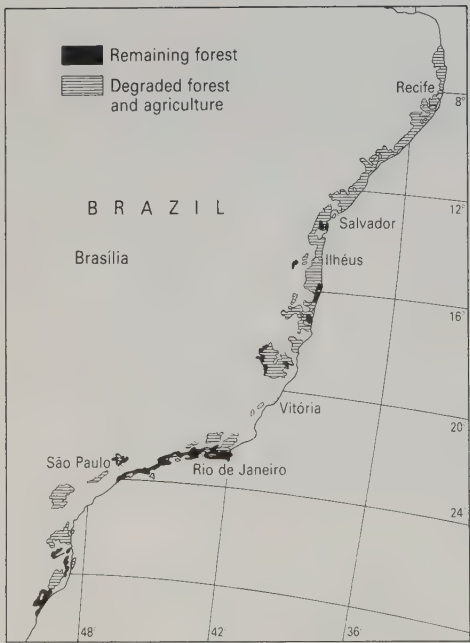 Remaining forest
Degraded forest
and agriculture
Recife
8°
12°
BRAZIL
Salvador
Brasília
Ilhéus
16°
Vitória
20°
São Paulo
Rio de Janeiro
24°
48°
42°
36°